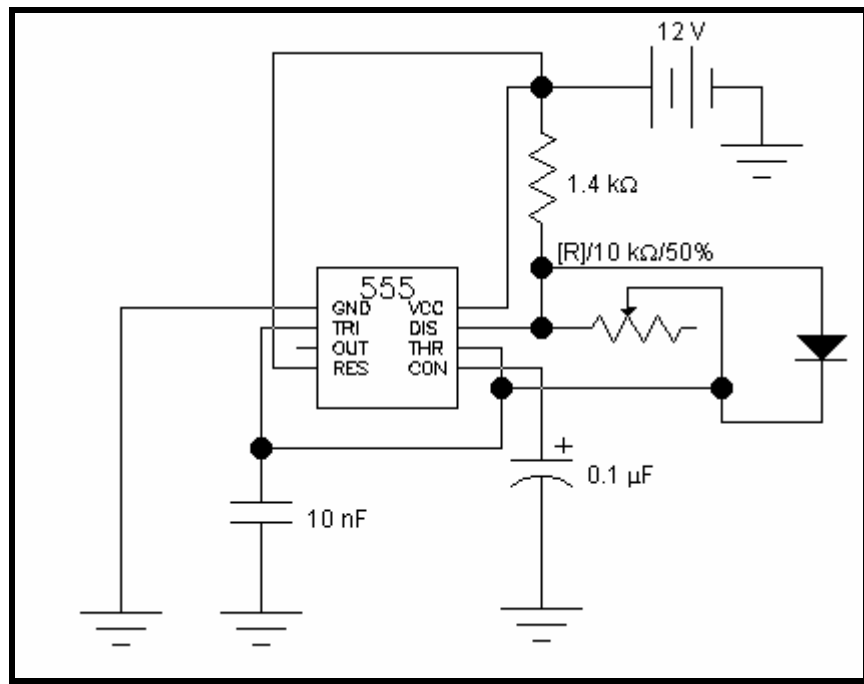 12 V
1.4 kΩ
[R]/10 kΩ/50%
555
GND VCC
TRI DIS
OUT THR
RES CON
+
0.1 µF
10 nF